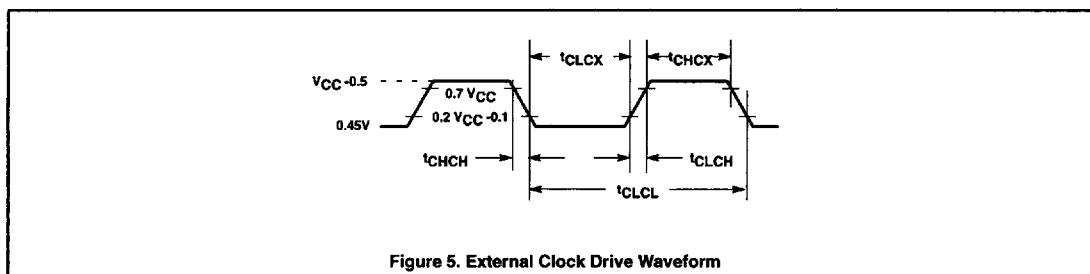 tCLCX
tCHCX
VCC -0.5
0.7 VCC
0.2 VCC -0.1
0.45V
tCHCH
tCLCH
tCLCL
Figure 5. External Clock Drive Waveform